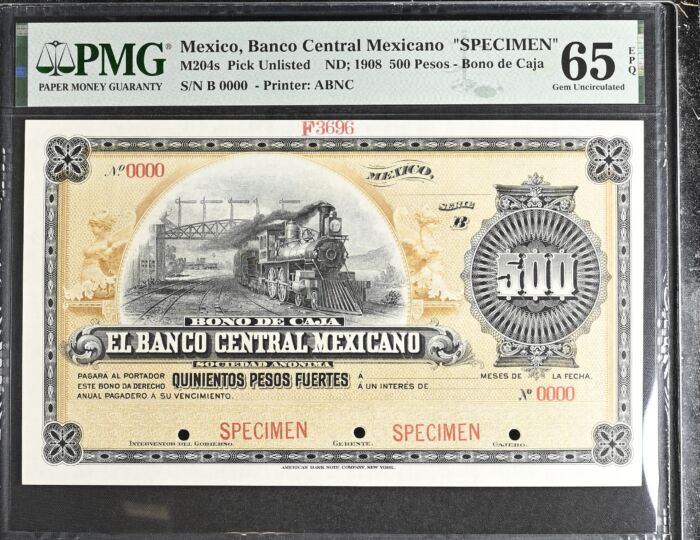 PMG
PAPER MONEY GUARANTY
Mexico, Banco Central Mexicano "SPECIMEN"
M204s Pick Unlisted ND; 1908 500 Pesos - Bono de Caja
S/N B 0000 - Printer: ABNC
65 EPQ
Gem Uncirculated
F3696
Nº 0000
MEXICO,
SERIE
B
500
BONO DE CAJA
EL BANCO CENTRAL MEXICANO
SOCIEDAD ANONIMA
PAGARÁ AL PORTADOR QUINIENTOS PESOS FUERTES Á MESES DE LA FECHA.
ESTE BONO DA DERECHO Á UN INTERES DE
ANUAL PAGADERO Á SU VENCIMIENTO.
Nº 0000
SPECIMEN SPECIMEN
INTERVENTOR DEL GOBIERNO. GERENTE. CAJERO.
AMERICAN BANK NOTE COMPANY, NEW YORK.